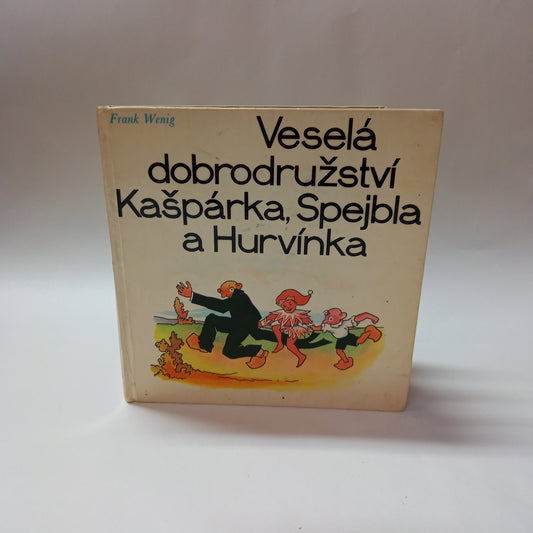 Frank Wenig
Veselá
dobrodružství
Kašpárka, Spejbla
a Hurvínka